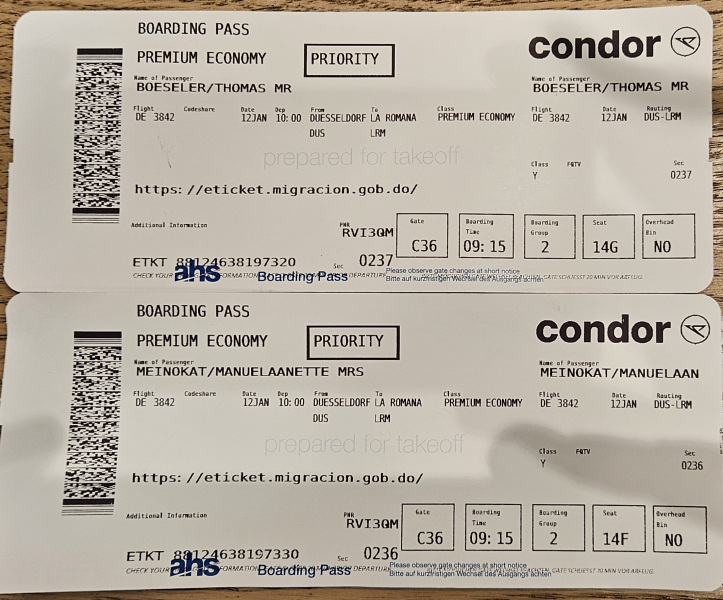 BOARDING PASS
PREMIUM ECONOMY PRIORITY condor
Name of Passenger Name of Passenger
BOESELER/THOMAS MR BOESELER/THOMAS MR
Flight Codeshare Date Dep From To Class Flight Date Routing
DE 3842 12JAN 10:00 DUESSELDORF LA ROMANA PREMIUM ECONOMY DE 3842 12JAN DUS-LRM
DUS LRM
prepared for takeoff
Class FQTV Sec
Y 0237
https://eticket.migracion.gob.do/
Additional Information PNR Gate Boarding Time Boarding Group Seat Overhead Bin
RVI3QM C36 09:15 2 14G NO
ETKT 88124638197320 Sec 0237
ahs Boarding Pass
Please observe gate changes at short notice
Bitte auf kurzfristigen Wechsel des Ausgangs achten
BOARDING PASS
PREMIUM ECONOMY PRIORITY condor
Name of Passenger Name of Passenger
MEINOKAT/MANUELAANETTE MRS MEINOKAT/MANUELAAN
Flight Codeshare Date Dep From To Class Flight Date Routing
DE 3842 12JAN 10:00 DUESSELDORF LA ROMANA PREMIUM ECONOMY DE 3842 12JAN DUS-LRM
DUS LRM
prepared for takeoff
Class FQTV Sec
Y 0236
https://eticket.migracion.gob.do/
Additional Information PNR Gate Boarding Time Boarding Group Seat Overhead Bin
RVI3QM C36 09:15 2 14F NO
ETKT 88124638197330 Sec 0236
ahs Boarding Pass
Please observe gate changes at short notice
Bitte auf kurzfristigen Wechsel des Ausgangs achten